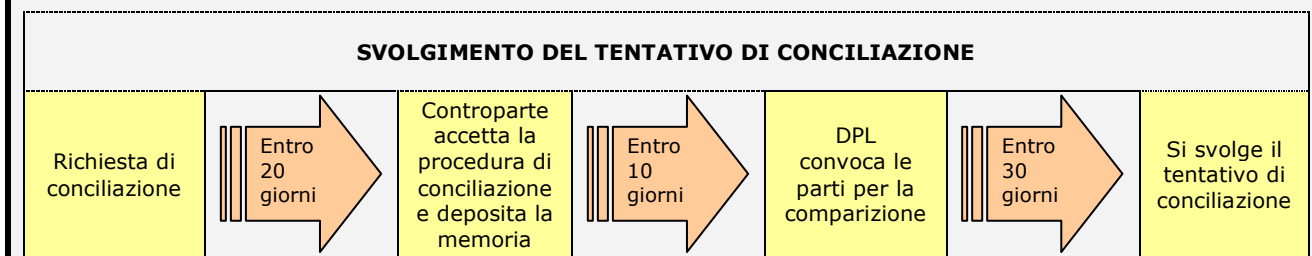 SVOLGIMENTO DEL TENTATIVO DI CONCILIAZIONE
Richiesta di
conciliazione
Entro
20
giorni
Controparte
accetta la
procedura di
conciliazione
e deposita la
memoria
Entro
10
giorni
DPL
convoca le
parti per la
comparizione
Entro
30
giorni
Si svolge il
tentativo di
conciliazione